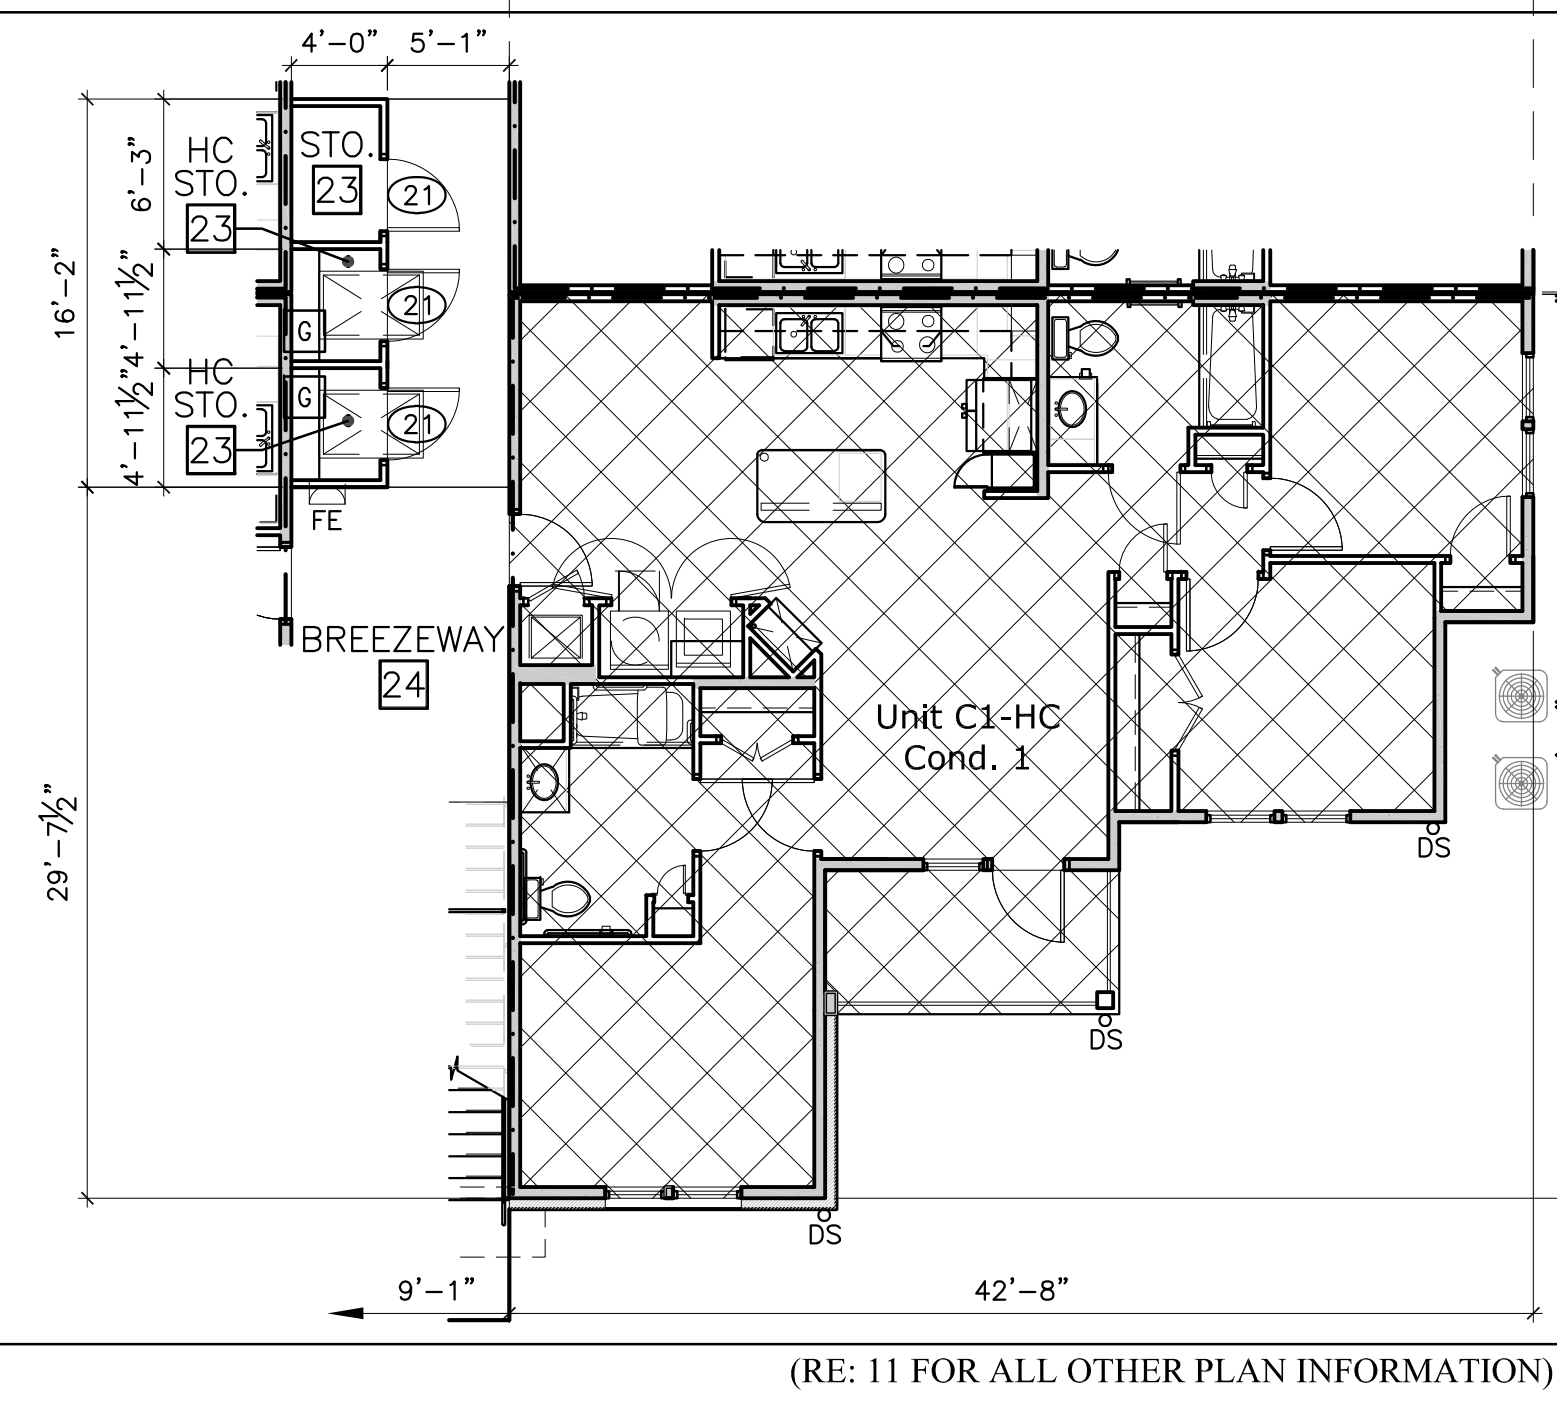 4'-0" 5'-1"
HC
STO.
23
STO.
23
21
6'-3"
16'-2"
4'-11½"
21
G
HC
STO.
23
G
21
4'-11½"
FE
BREEZEWAY
24
Unit C1-HC
Cond. 1
29'-7½"
DS
DS
DS
9'-1" 42'-8"
(RE: 11 FOR ALL OTHER PLAN INFORMATION)